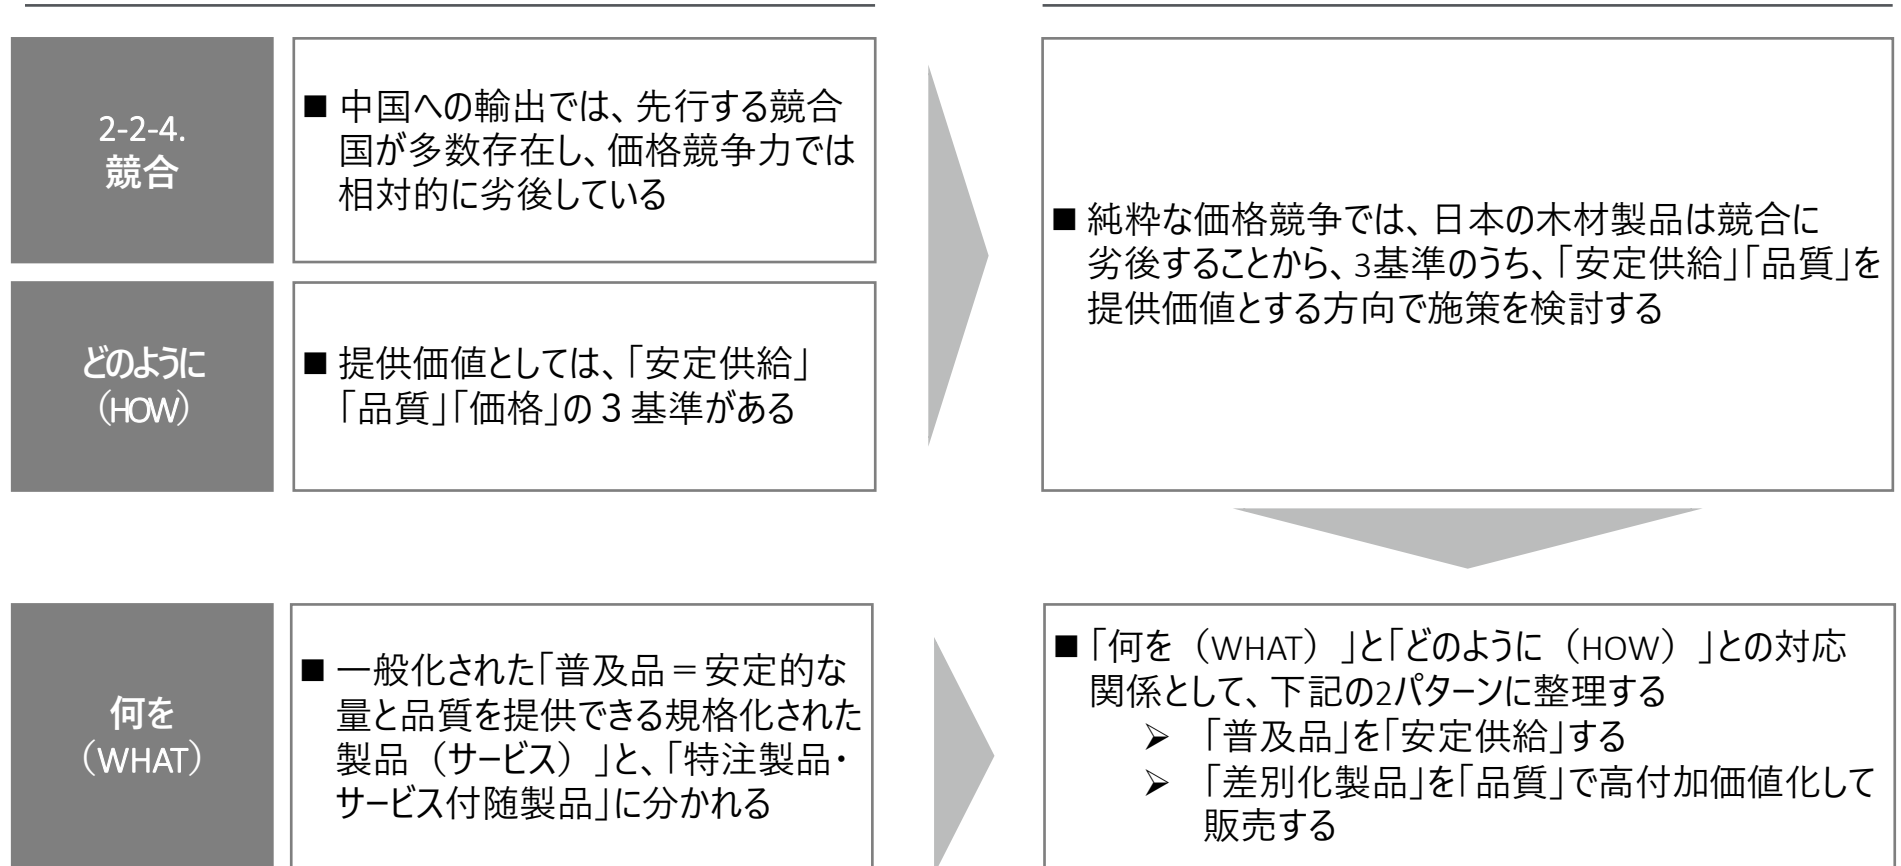 2-2-4.
競合
■ 中国への輸出では、先行する競合
国が多数存在し、価格競争力では
相対的に劣後している
どのように
（HOW）
■ 提供価値としては、「安定供給」
「品質」「価格」の３基準がある
■ 純粋な価格競争では、日本の木材製品は競合に
劣後することから、3基準のうち、「安定供給」「品質」を
提供価値とする方向で施策を検討する
何を
（WHAT）
■ 一般化された「普及品＝安定的な
量と品質を提供できる規格化された
製品（サービス）」と、「特注製品・
サービス付随製品」に分かれる
■ 「何を（WHAT）」と「どのように（HOW）」との対応
関係として、下記の2パターンに整理する
➢ 「普及品」を「安定供給」する
➢ 「差別化製品」を「品質」で高付加価値化して
販売する